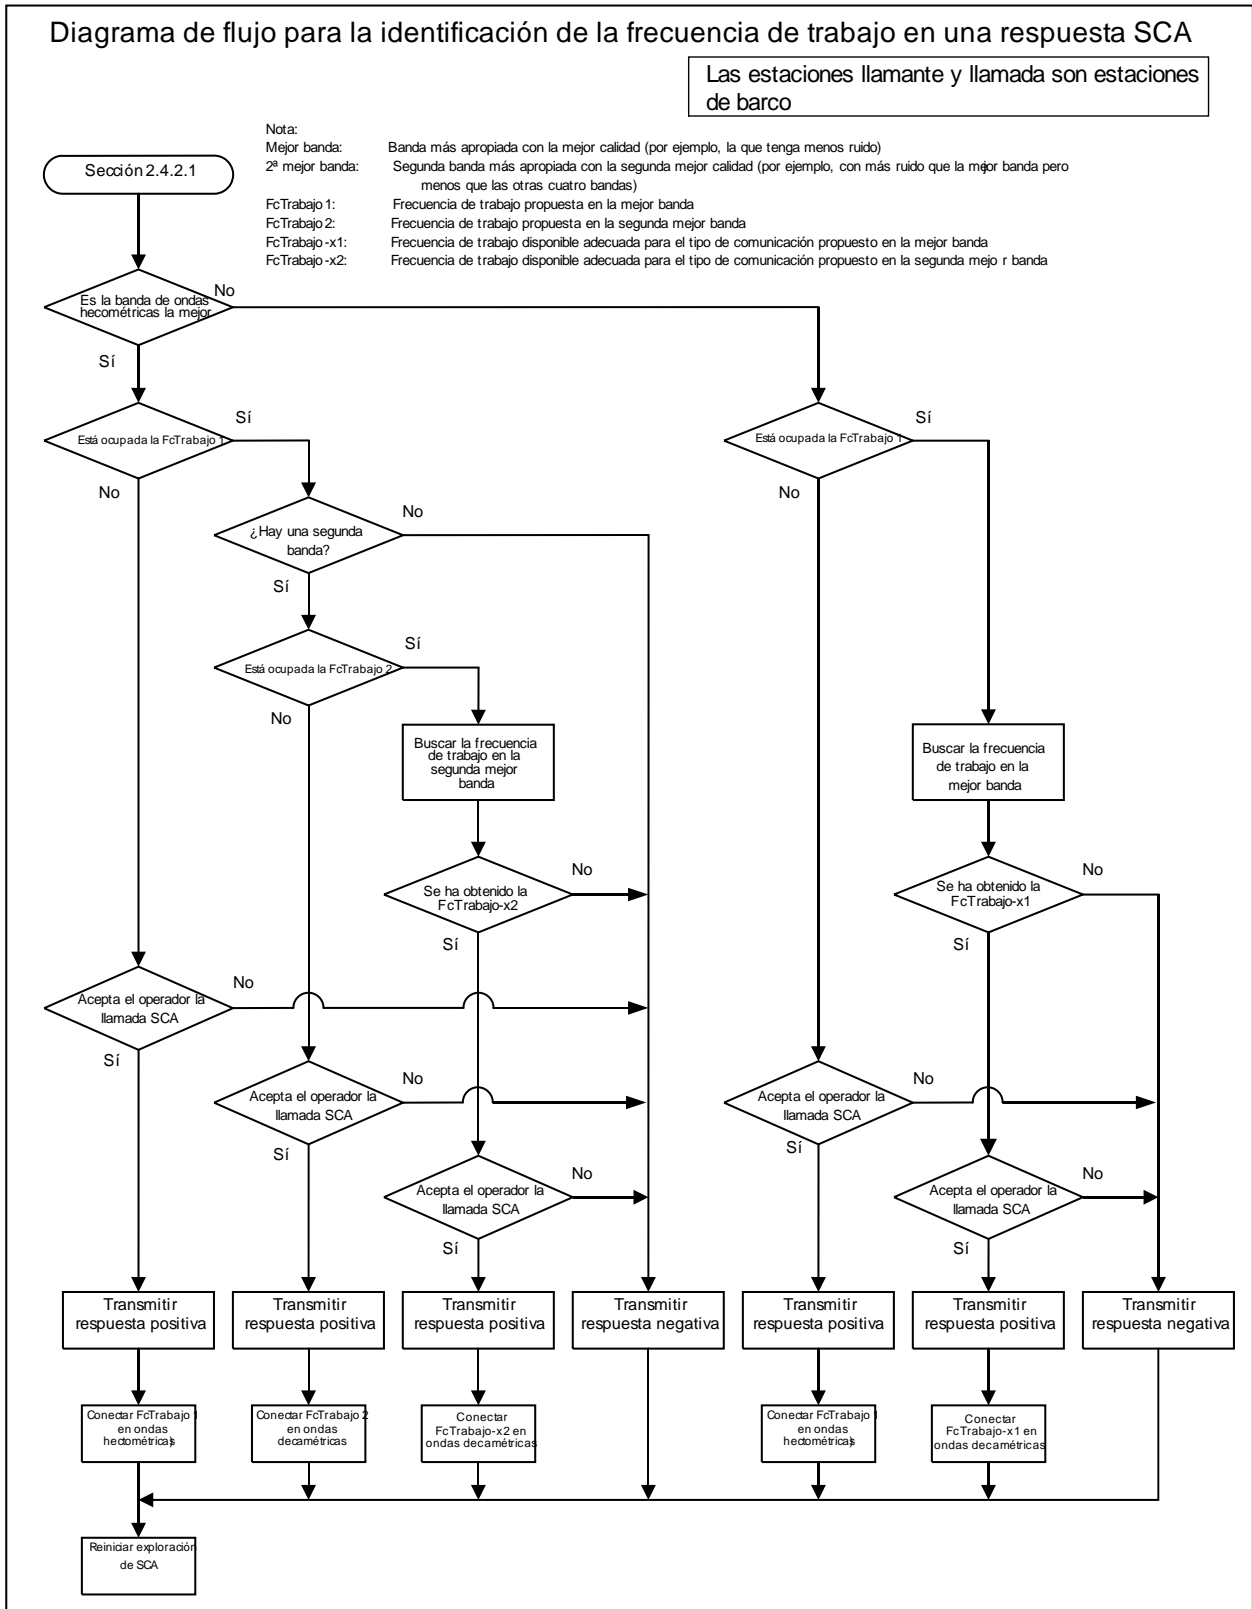 Diagrama de flujo para la identificación de la frecuencia de trabajo en una respuesta SCA
Las estaciones llamante y llamada son estaciones
de barco
Nota:
Mejor banda: Banda más apropiada con la mejor calidad (por ejemplo, la que tenga menos ruido)
2ª mejor banda: Segunda banda más apropiada con la segunda mejor calidad (por ejemplo, con más ruido que la mejor banda pero
menos que las otras cuatro bandas)
FcTrabajo 1: Frecuencia de trabajo propuesta en la mejor banda
FcTrabajo 2: Frecuencia de trabajo propuesta en la segunda mejor banda
FcTrabajo-x1: Frecuencia de trabajo disponible adecuada para el tipo de comunicación propuesto en la mejor banda
FcTrabajo-x2: Frecuencia de trabajo disponible adecuada para el tipo de comunicación propuesto en la segunda mejo r banda
Sección 2.4.2.1
Es la banda de ondas
hecométricas la mejor
No
Sí
Está ocupada la FcTrabajo 1
Sí
No
Está ocupada la FcTrabajo 1
Sí
No
¿Hay una segunda
banda?
No
Sí
Está ocupada la FcTrabajo 2
Sí
No
Buscar la frecuencia
de trabajo en la
segunda mejor
banda
Buscar la frecuencia
de trabajo en la
mejor banda
Se ha obtenido la
FcTrabajo-x2
No
Sí
Se ha obtenido la
FcTrabajo-x1
No
Sí
Acepta el operador la
llamada SCA
No
Sí
Acepta el operador la
llamada SCA
No
Sí
Acepta el operador la
llamada SCA
No
Sí
Acepta el operador la
llamada SCA
No
Sí
Acepta el operador la
llamada SCA
No
Sí
Transmitir
respuesta positiva
Transmitir
respuesta positiva
Transmitir
respuesta positiva
Transmitir
respuesta negativa
Transmitir
respuesta positiva
Transmitir
respuesta positiva
Transmitir
respuesta negativa
Conectar FcTrabajo 1
en ondas
hectométricas
Conectar FcTrabajo 2
en ondas
decamétricas
Conectar
FcTrabajo-x2 en
ondas decamétricas
Conectar FcTrabajo 1
en ondas
hectométricas
Conectar
FcTrabajo-x1 en
ondas decamétricas
Reiniciar exploración
de SCA